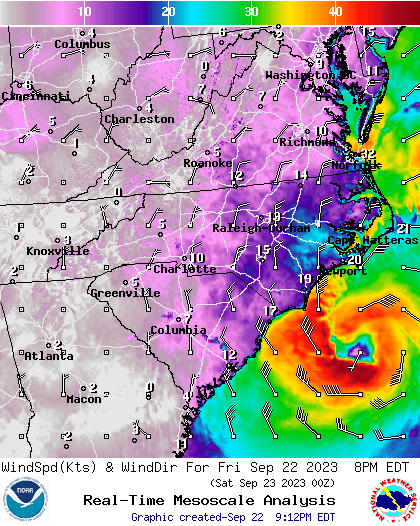 10 20 30 40
4 6 2 15
Columbus
9
0 Washington DC 11
6 4
Cincinnati 7 7
4
Charleston
5 10
Richmond
1 5 32
Roanoke Norfolk
2 12 14
0
19
5 Raleigh-Durham 21
1 3 Cape Hatteras
Knoxville 10 15 20
Charlotte Newport
2 5 19
Greenville
7 17
Columbia
2
Atlanta 12
2 0
Macon 4
2 3 13
WindSpd(Kts) & WindDir For Fri Sep 22 2023 8PM EDT
(Sat Sep 23 2023 00Z)
NOAA Real-Time Mesoscale Analysis NATIONAL WEATHER SERVICE
Graphic created-Sep 22 9:12PM EDT